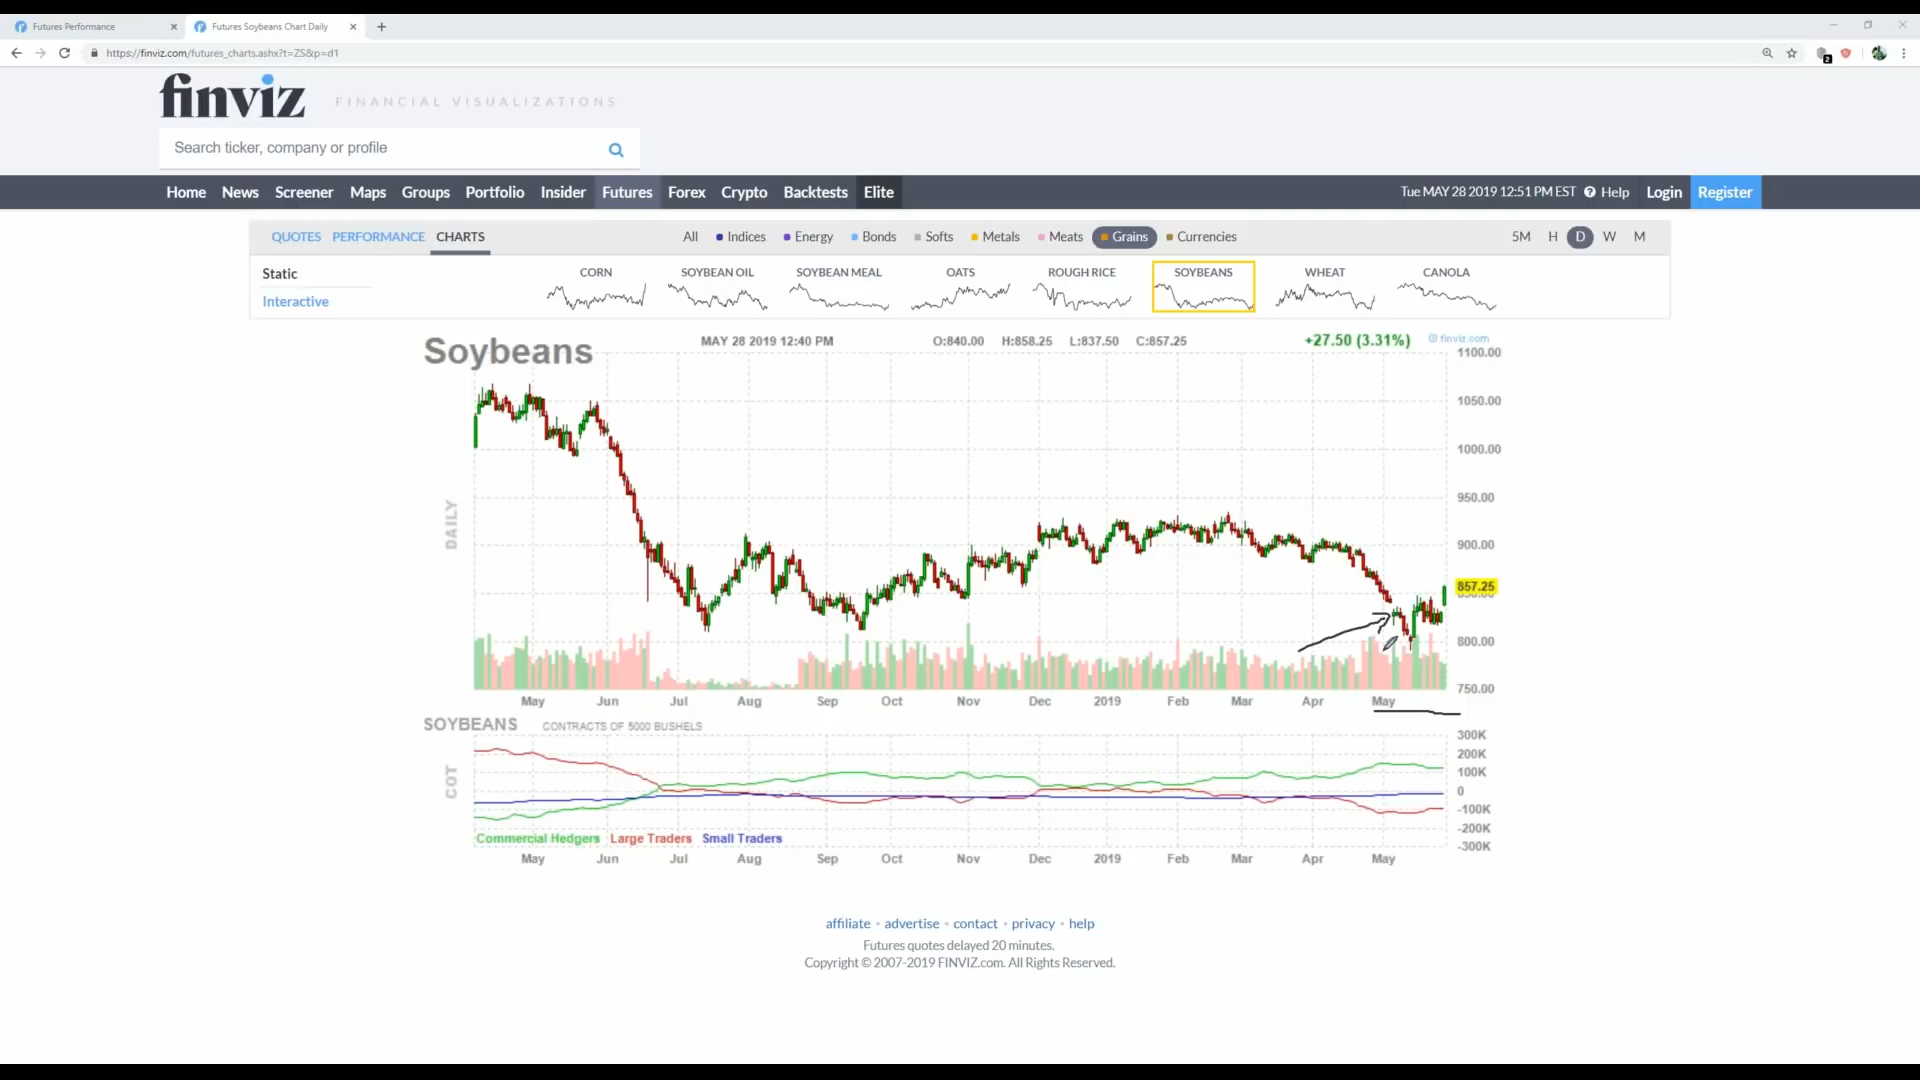 Futures Performance
Futures Soybeans Chart Daily
https://finviz.com/futures_charts.ashx?t=ZS&p=d1
2
finviz FINANCIAL VISUALIZATIONS
Search ticker, company or profile
Home News Screener Maps Groups Portfolio Insider Futures Forex Crypto Backtests Elite
Tue MAY 28 2019 12:51 PM EST ? Help Login Register
QUOTES PERFORMANCE CHARTS
All Indices Energy Bonds Softs Metals Meats Grains Currencies
5M H D W M
Static
Interactive
CORN SOYBEAN OIL SOYBEAN MEAL OATS ROUGH RICE SOYBEANS WHEAT CANOLA
Soybeans
MAY 28 2019 12:40 PM O:840.00 H:858.25 L:837.50 C:857.25 +27.50 (3.31%) © finviz.com
1100.00
1050.00
1000.00
950.00
900.00
857.25
850.00
800.00
750.00
DAILY
May Jun Jul Aug Sep Oct Nov Dec 2019 Feb Mar Apr May
SOYBEANS CONTRACTS OF 5000 BUSHELS
300K
200K
100K
0
-100K
-200K
-300K
COT
Commercial Hedgers Large Traders Small Traders
May Jun Jul Aug Sep Oct Nov Dec 2019 Feb Mar Apr May
affiliate • advertise • contact • privacy • help
Futures quotes delayed 20 minutes.
Copyright © 2007-2019 FINVIZ.com. All Rights Reserved.